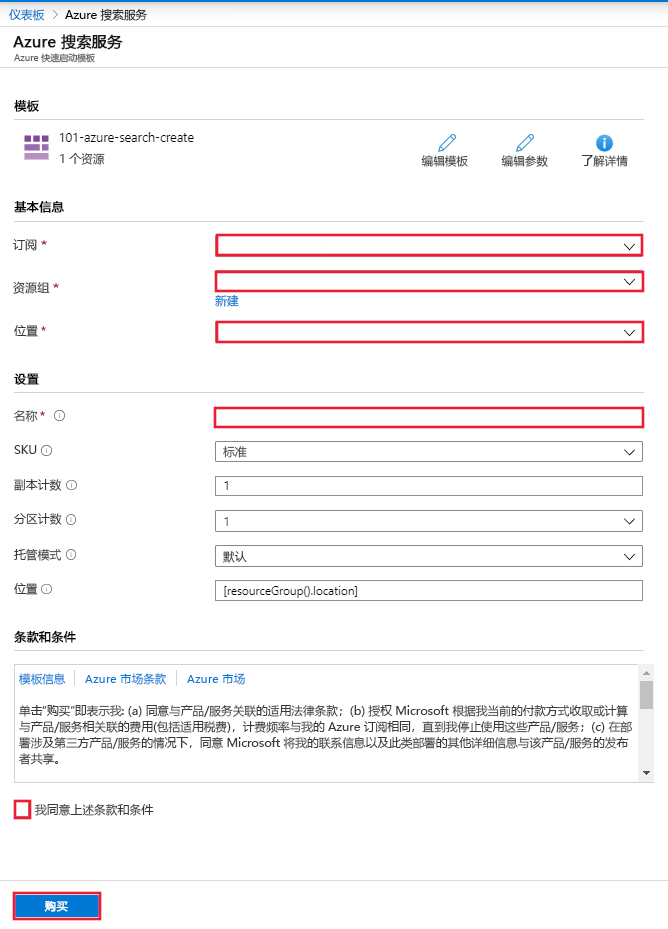 仪表板 > Azure 搜索服务
Azure 搜索服务
Azure 快速启动模板
模板
101-azure-search-create
1 个资源
编辑模板 编辑参数 了解详情
基本信息
订阅 *
资源组 *
新建
位置 *
设置
名称 *
SKU 标准
副本计数 1
分区计数 1
托管模式 默认
位置 [resourceGroup().location]
条款和条件
模板信息 Azure 市场条款 Azure 市场
单击“购买”即表示我: (a) 同意与产品/服务关联的适用法律条款；(b) 授权 Microsoft 根据我当前的付款方式收取或计算
与产品/服务相关联的费用(包括适用税费)，计费频率与我的 Azure 订阅相同，直到我停止使用这些产品/服务；(c) 在部
署涉及第三方产品/服务的情况下，同意 Microsoft 将我的联系信息以及此类部署的其他详细信息与该产品/服务的发布
者共享。
我同意上述条款和条件
购买